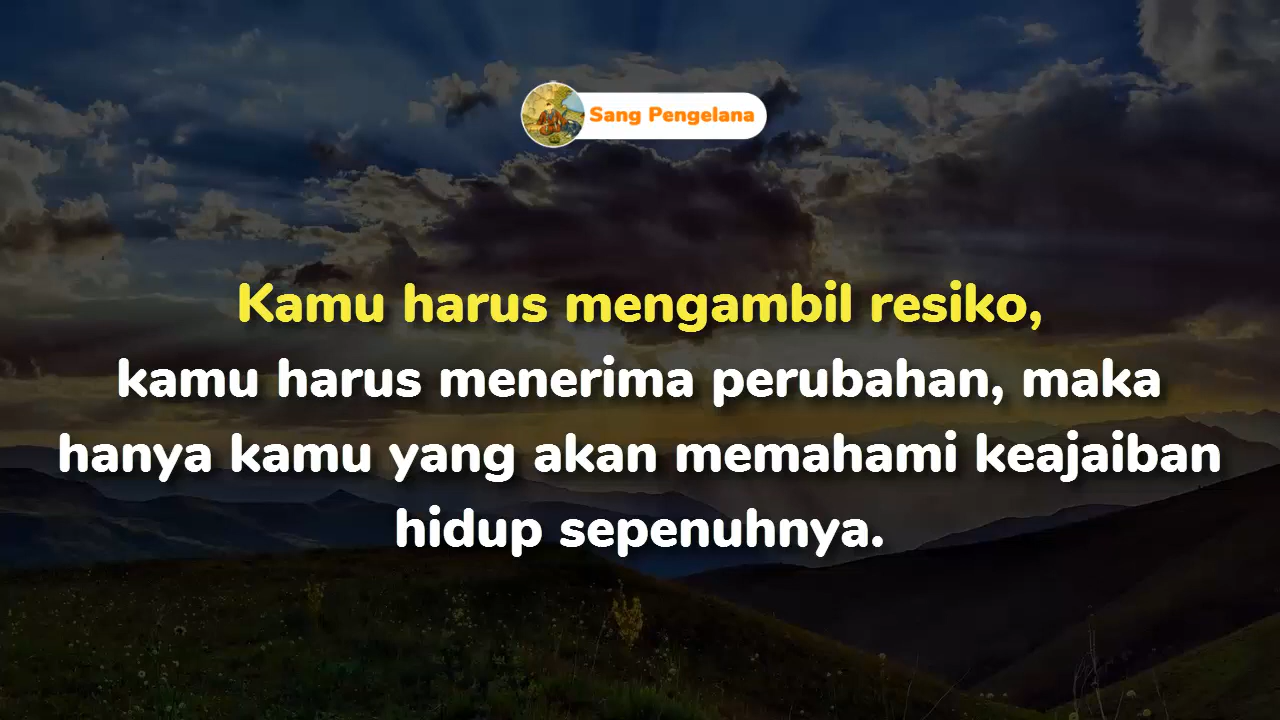 Sang Pengelana
Kamu harus mengambil resiko,
kamu harus menerima perubahan, maka
hanya kamu yang akan memahami keajaiban
hidup sepenuhnya.